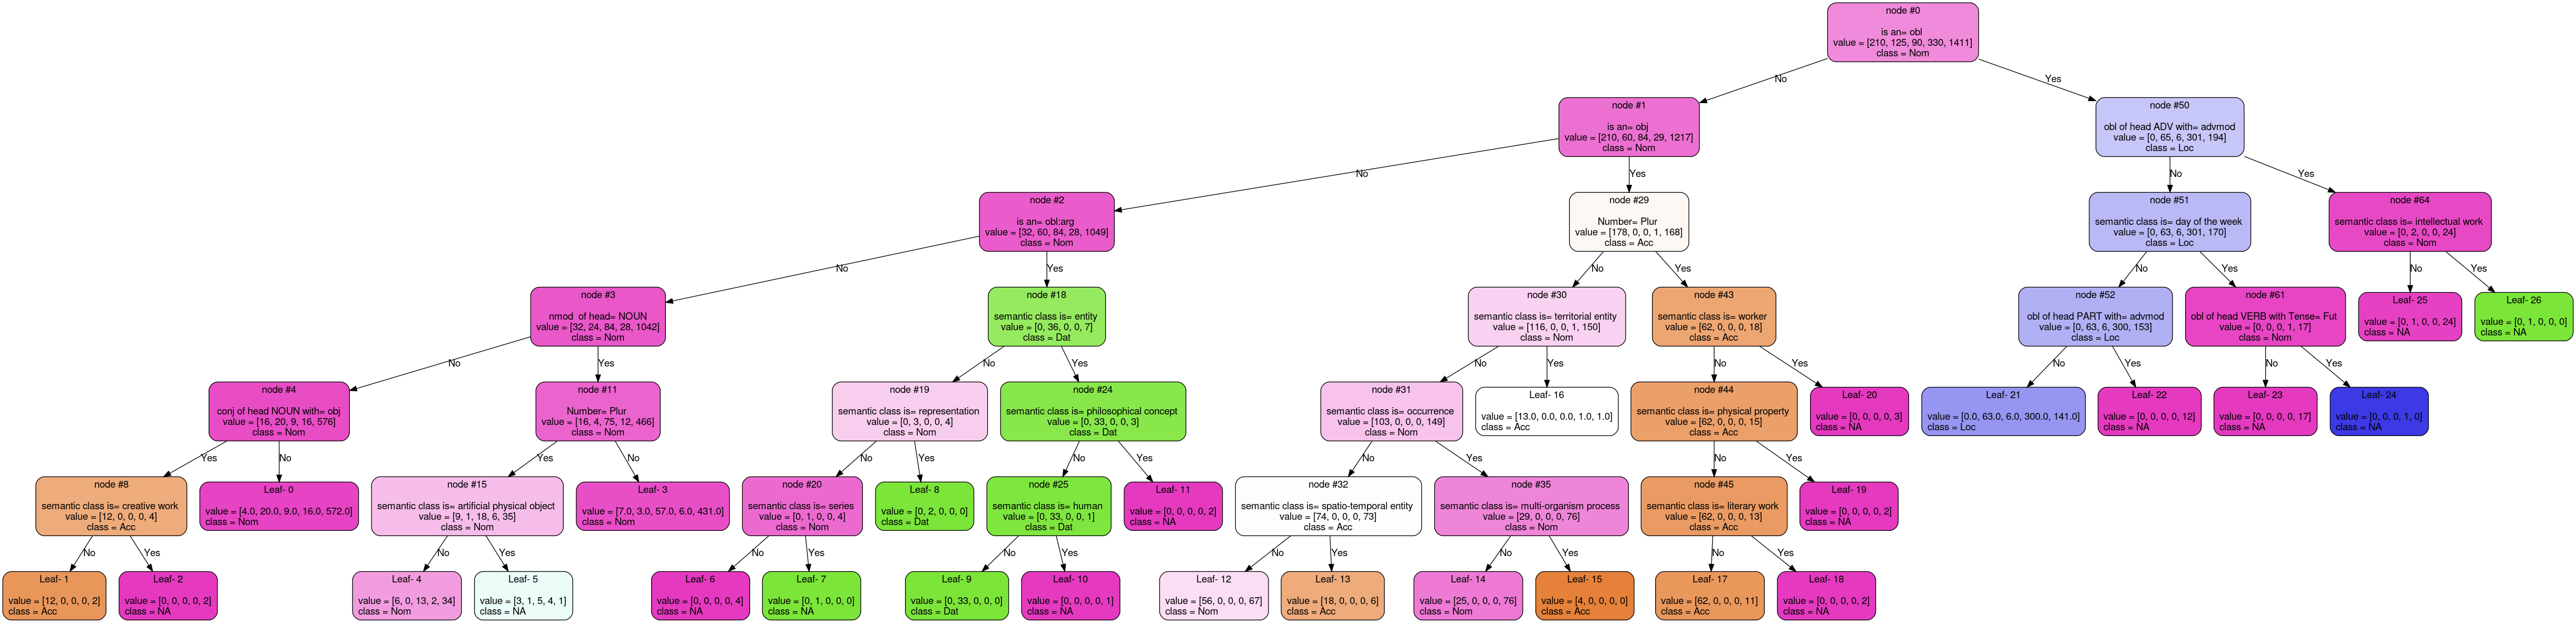 node #0
is an= obl
value = [210, 125, 90, 330, 1411]
class = Nom
No
Yes
node #1
is an= obj
value = [210, 60, 84, 29, 1217]
class = Nom
node #50
obl of head ADV with= advmod
value = [0, 65, 6, 301, 194]
class = Loc
No
Yes
No
Yes
node #2
is an= obl:arg
value = [32, 60, 84, 28, 1049]
class = Nom
node #29
Number= Plur
value = [178, 0, 0, 1, 168]
class = Acc
node #51
semantic class is= day of the week
value = [0, 63, 6, 301, 170]
class = Loc
node #64
semantic class is= intellectual work
value = [0, 2, 0, 0, 24]
class = Nom
No
Yes
No
Yes
No
Yes
No
Yes
node #3
nmod  of head= NOUN
value = [32, 24, 84, 28, 1042]
class = Nom
node #18
semantic class is= entity
value = [0, 36, 0, 0, 7]
class = Dat
node #30
semantic class is= territorial entity
value = [116, 0, 0, 1, 150]
class = Nom
node #43
semantic class is= worker
value = [62, 0, 0, 0, 18]
class = Acc
node #52
obl of head PART with= advmod
value = [0, 63, 6, 300, 153]
class = Loc
node #61
obl of head VERB with Tense= Fut
value = [0, 0, 0, 1, 17]
class = Nom
Leaf- 25
value = [0, 1, 0, 0, 24]
class = NA
Leaf- 26
value = [0, 1, 0, 0, 0]
class = NA
No
Yes
No
Yes
No
Yes
No
Yes
No
Yes
No
Yes
node #4
conj of head NOUN with= obj
value = [16, 20, 9, 16, 576]
class = Nom
node #11
Number= Plur
value = [16, 4, 75, 12, 466]
class = Nom
node #19
semantic class is= representation
value = [0, 3, 0, 0, 4]
class = Nom
node #24
semantic class is= philosophical concept
value = [0, 33, 0, 0, 3]
class = Dat
node #31
semantic class is= occurrence
value = [103, 0, 0, 0, 149]
class = Nom
Leaf- 16
value = [13.0, 0.0, 0.0, 1.0, 1.0]
class = Acc
node #44
semantic class is= physical property
value = [62, 0, 0, 0, 15]
class = Acc
Leaf- 20
value = [0, 0, 0, 0, 3]
class = NA
Leaf- 21
value = [0.0, 63.0, 6.0, 300.0, 141.0]
class = Loc
Leaf- 22
value = [0, 0, 0, 0, 12]
class = NA
Leaf- 23
value = [0, 0, 0, 0, 17]
class = NA
Leaf- 24
value = [0, 0, 0, 1, 0]
class = NA
Yes
No
Yes
No
No
Yes
No
Yes
No
Yes
No
Yes
node #8
semantic class is= creative work
value = [12, 0, 0, 0, 4]
class = Acc
Leaf- 0
value = [4.0, 20.0, 9.0, 16.0, 572.0]
class = Nom
node #15
semantic class is= artificial physical object
value = [9, 1, 18, 6, 35]
class = Nom
Leaf- 3
value = [7.0, 3.0, 57.0, 6.0, 431.0]
class = Nom
node #20
semantic class is= series
value = [0, 1, 0, 0, 4]
class = Nom
Leaf- 8
value = [0, 2, 0, 0, 0]
class = Dat
node #25
semantic class is= human
value = [0, 33, 0, 0, 1]
class = Dat
Leaf- 11
value = [0, 0, 0, 0, 2]
class = NA
node #32
semantic class is= spatio-temporal entity
value = [74, 0, 0, 0, 73]
class = Acc
node #35
semantic class is= multi-organism process
value = [29, 0, 0, 0, 76]
class = Nom
node #45
semantic class is= literary work
value = [62, 0, 0, 0, 13]
class = Acc
Leaf- 19
value = [0, 0, 0, 0, 2]
class = NA
No
Yes
No
Yes
No
Yes
No
Yes
No
Yes
No
Yes
No
Yes
Leaf- 1
value = [12, 0, 0, 0, 2]
class = Acc
Leaf- 2
value = [0, 0, 0, 0, 2]
class = NA
Leaf- 4
value = [6, 0, 13, 2, 34]
class = Nom
Leaf- 5
value = [3, 1, 5, 4, 1]
class = NA
Leaf- 6
value = [0, 0, 0, 0, 4]
class = NA
Leaf- 7
value = [0, 1, 0, 0, 0]
class = NA
Leaf- 9
value = [0, 33, 0, 0, 0]
class = Dat
Leaf- 10
value = [0, 0, 0, 0, 1]
class = NA
Leaf- 12
value = [56, 0, 0, 0, 67]
class = Nom
Leaf- 13
value = [18, 0, 0, 0, 6]
class = Acc
Leaf- 14
value = [25, 0, 0, 0, 76]
class = Nom
Leaf- 15
value = [4, 0, 0, 0, 0]
class = Acc
Leaf- 17
value = [62, 0, 0, 0, 11]
class = Acc
Leaf- 18
value = [0, 0, 0, 0, 2]
class = NA